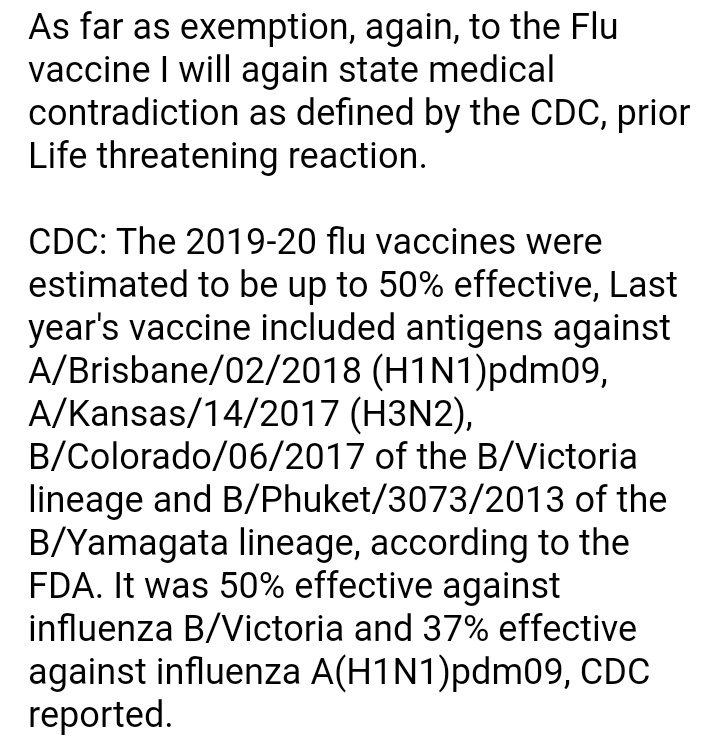 As far as exemption, again, to the Flu
vaccine I will again state medical
contradiction as defined by the CDC, prior
Life threatening reaction.
CDC: The 2019-20 flu vaccines were
estimated to be up to 50% effective, Last
year's vaccine included antigens against
A/Brisbane/02/2018 (H1N1)pdm09,
A/Kansas/14/2017 (H3N2),
B/Colorado/06/2017 of the B/Victoria
lineage and B/Phuket/3073/2013 of the
B/Yamagata lineage, according to the
FDA. It was 50% effective against
influenza B/Victoria and 37% effective
against influenza A(H1N1)pdm09, CDC
reported.